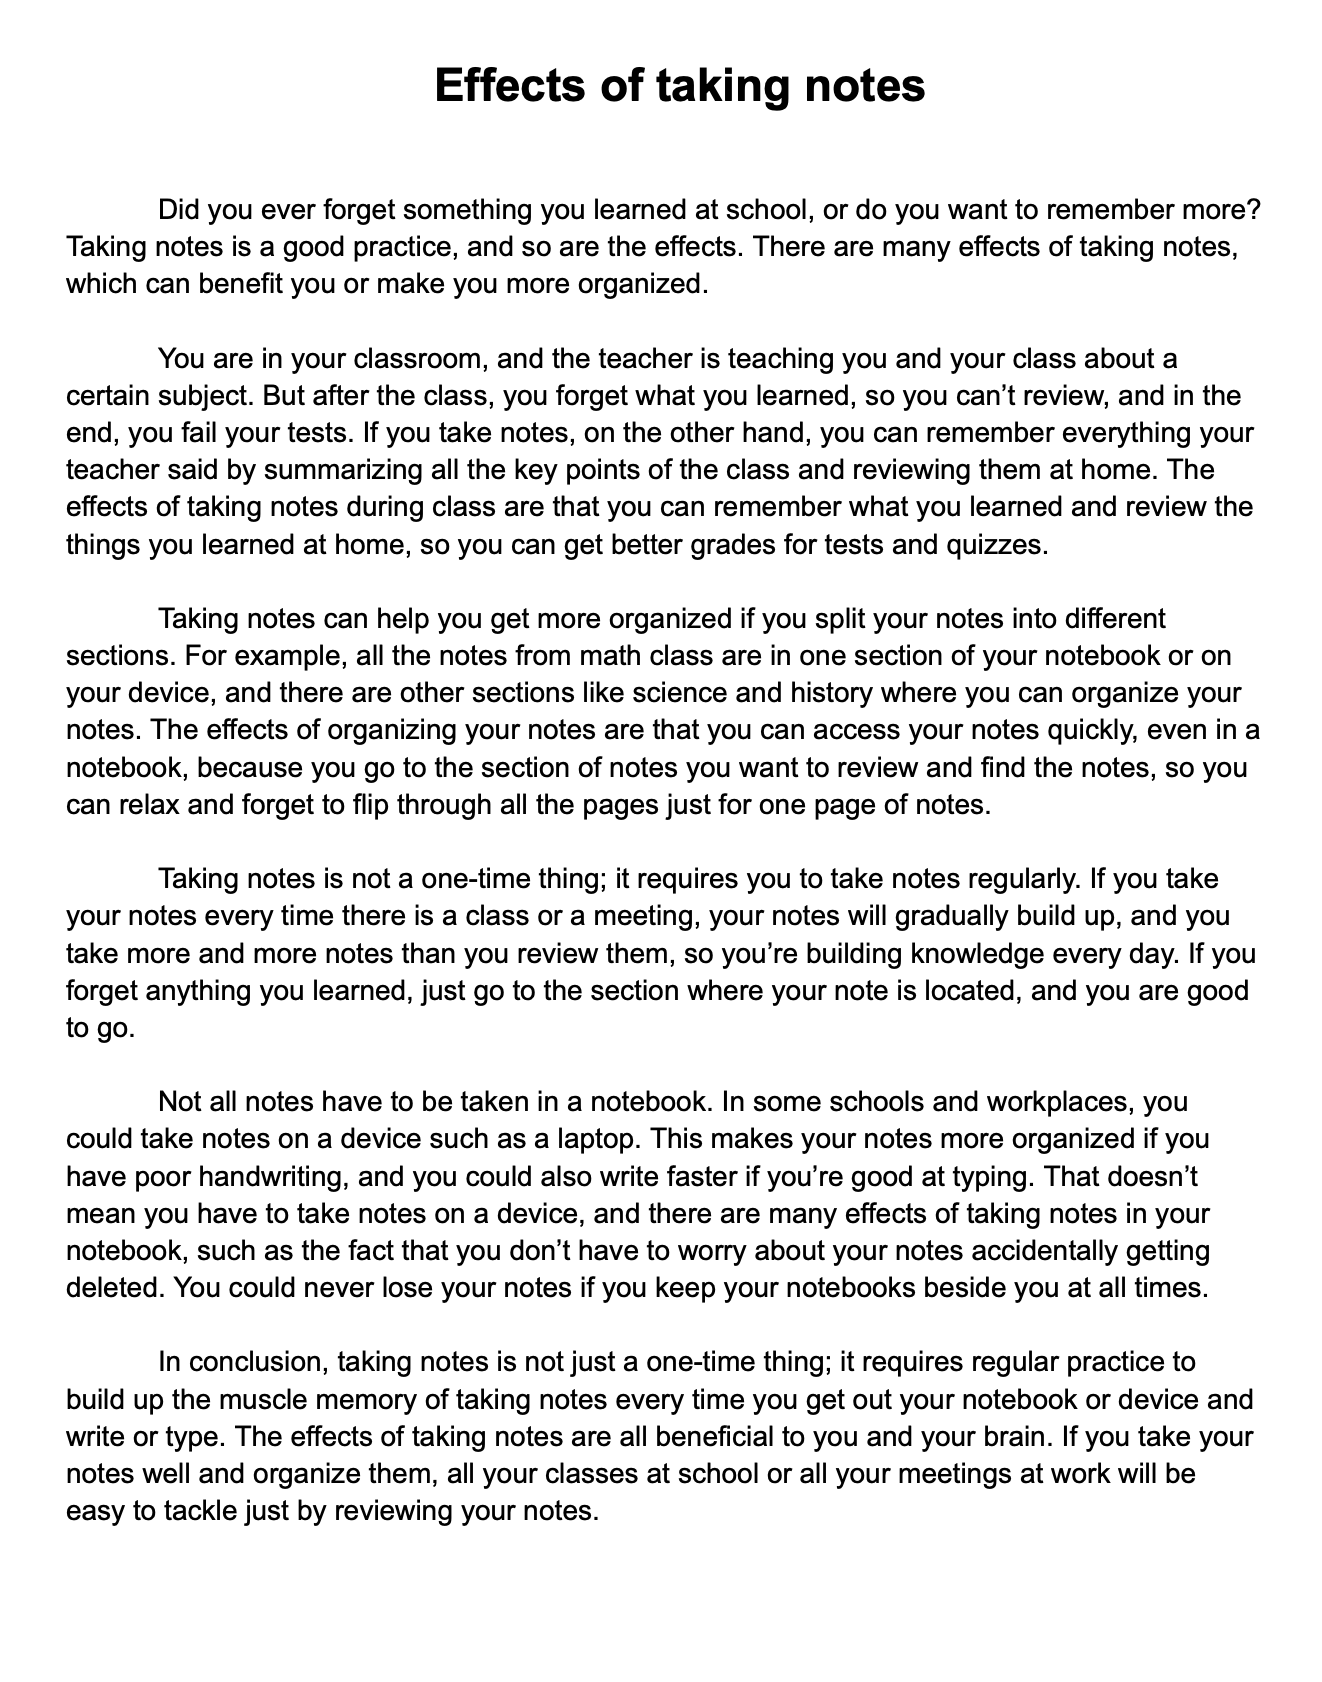 Effects of taking notes
Did you ever forget something you learned at school, or do you want to remember more?
Taking notes is a good practice, and so are the effects. There are many effects of taking notes,
which can benefit you or make you more organized.
You are in your classroom, and the teacher is teaching you and your class about a
certain subject. But after the class, you forget what you learned, so you can’t review, and in the
end, you fail your tests. If you take notes, on the other hand, you can remember everything your
teacher said by summarizing all the key points of the class and reviewing them at home. The
effects of taking notes during class are that you can remember what you learned and review the
things you learned at home, so you can get better grades for tests and quizzes.
Taking notes can help you get more organized if you split your notes into different
sections. For example, all the notes from math class are in one section of your notebook or on
your device, and there are other sections like science and history where you can organize your
notes. The effects of organizing your notes are that you can access your notes quickly, even in a
notebook, because you go to the section of notes you want to review and find the notes, so you
can relax and forget to flip through all the pages just for one page of notes.
Taking notes is not a one-time thing; it requires you to take notes regularly. If you take
your notes every time there is a class or a meeting, your notes will gradually build up, and you
take more and more notes than you review them, so you’re building knowledge every day. If you
forget anything you learned, just go to the section where your note is located, and you are good
to go.
Not all notes have to be taken in a notebook. In some schools and workplaces, you
could take notes on a device such as a laptop. This makes your notes more organized if you
have poor handwriting, and you could also write faster if you’re good at typing. That doesn’t
mean you have to take notes on a device, and there are many effects of taking notes in your
notebook, such as the fact that you don’t have to worry about your notes accidentally getting
deleted. You could never lose your notes if you keep your notebooks beside you at all times.
In conclusion, taking notes is not just a one-time thing; it requires regular practice to
build up the muscle memory of taking notes every time you get out your notebook or device and
write or type. The effects of taking notes are all beneficial to you and your brain. If you take your
notes well and organize them, all your classes at school or all your meetings at work will be
easy to tackle just by reviewing your notes.